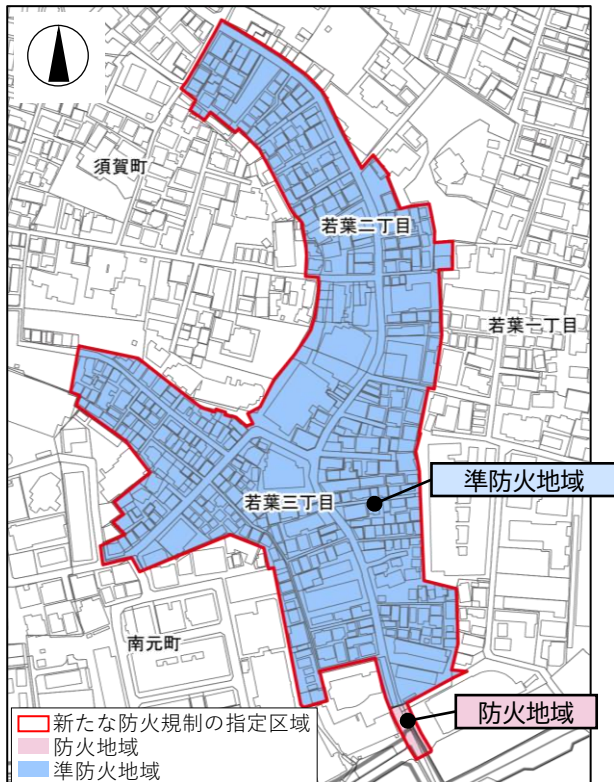 須賀町
若葉二丁目
若葉一丁目
準防火地域
若葉三丁目
南元町
防火地域
新たな防火規制の指定区域
防火地域
準防火地域